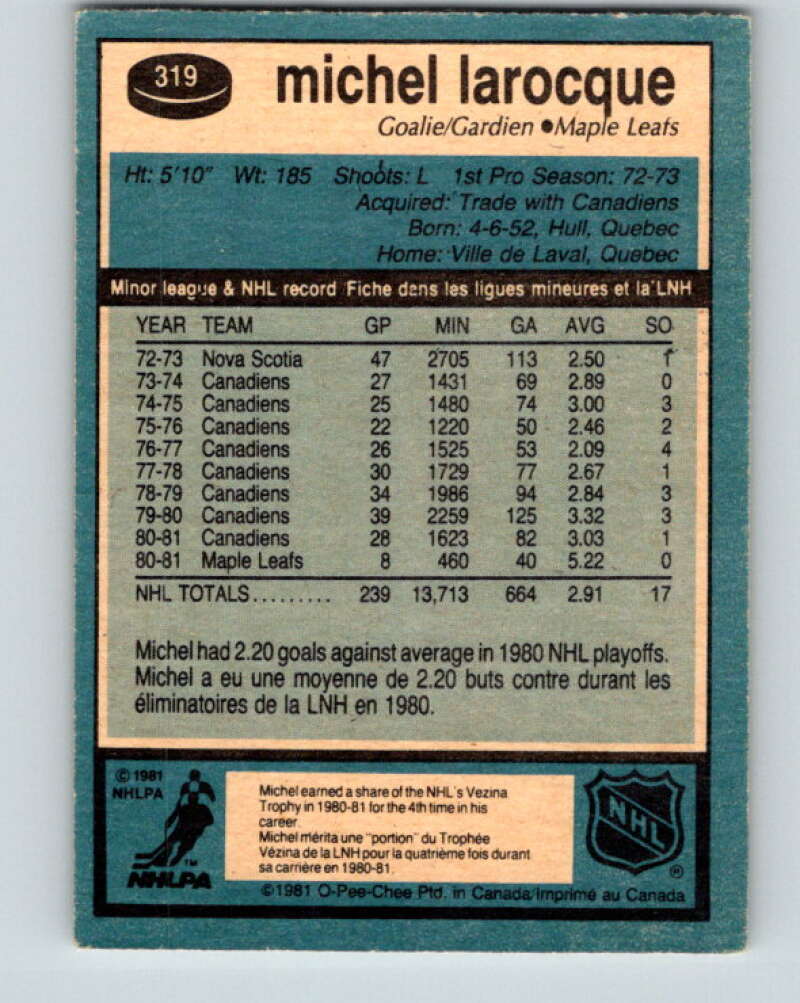 319
michel larocque
Goalie/Gardien ●Maple Leafs
Ht: 5'10" Wt: 185 Shoots: L 1st Pro Season: 72-73
Acquired: Trade with Canadiens
Born: 4-6-52, Hull, Quebec
Home: Ville de Laval, Quebec
Minor league & NHL record Fiche dans les ligues mineures et la LNH
YEAR TEAM GP MIN GA AVG SO
72-73 Nova Scotia 47 2705 113 2.50 1
73-74 Canadiens 27 1431 69 2.89 0
74-75 Canadiens 25 1480 74 3.00 3
75-76 Canadiens 22 1220 50 2.46 2
76-77 Canadiens 26 1525 53 2.09 4
77-78 Canadiens 30 1729 77 2.67 1
78-79 Canadiens 34 1986 94 2.84 3
79-80 Canadiens 39 2259 125 3.32 3
80-81 Canadiens 28 1623 82 3.03 1
80-81 Maple Leafs 8 460 40 5.22 0
NHL TOTALS......... 239 13,713 664 2.91 17
Michel had 2.20 goals against average in 1980 NHL playoffs.
Michel a eu une moyenne de 2.20 buts contre durant les
éliminatoires de la LNH en 1980.
© 1981
NHLPA
TM
NHLPA
Michel earned a share of the NHL's Vezina
Trophy in 1980-81 for the 4th time in his
career.
Michel mérita une "portion" du Trophée
Vézina de la LNH pour la quatrième fois durant
sa carrière en 1980-81.
NHL
®
©1981 O-Pee-Chee Ptd. in Canada/Imprimé au Canada